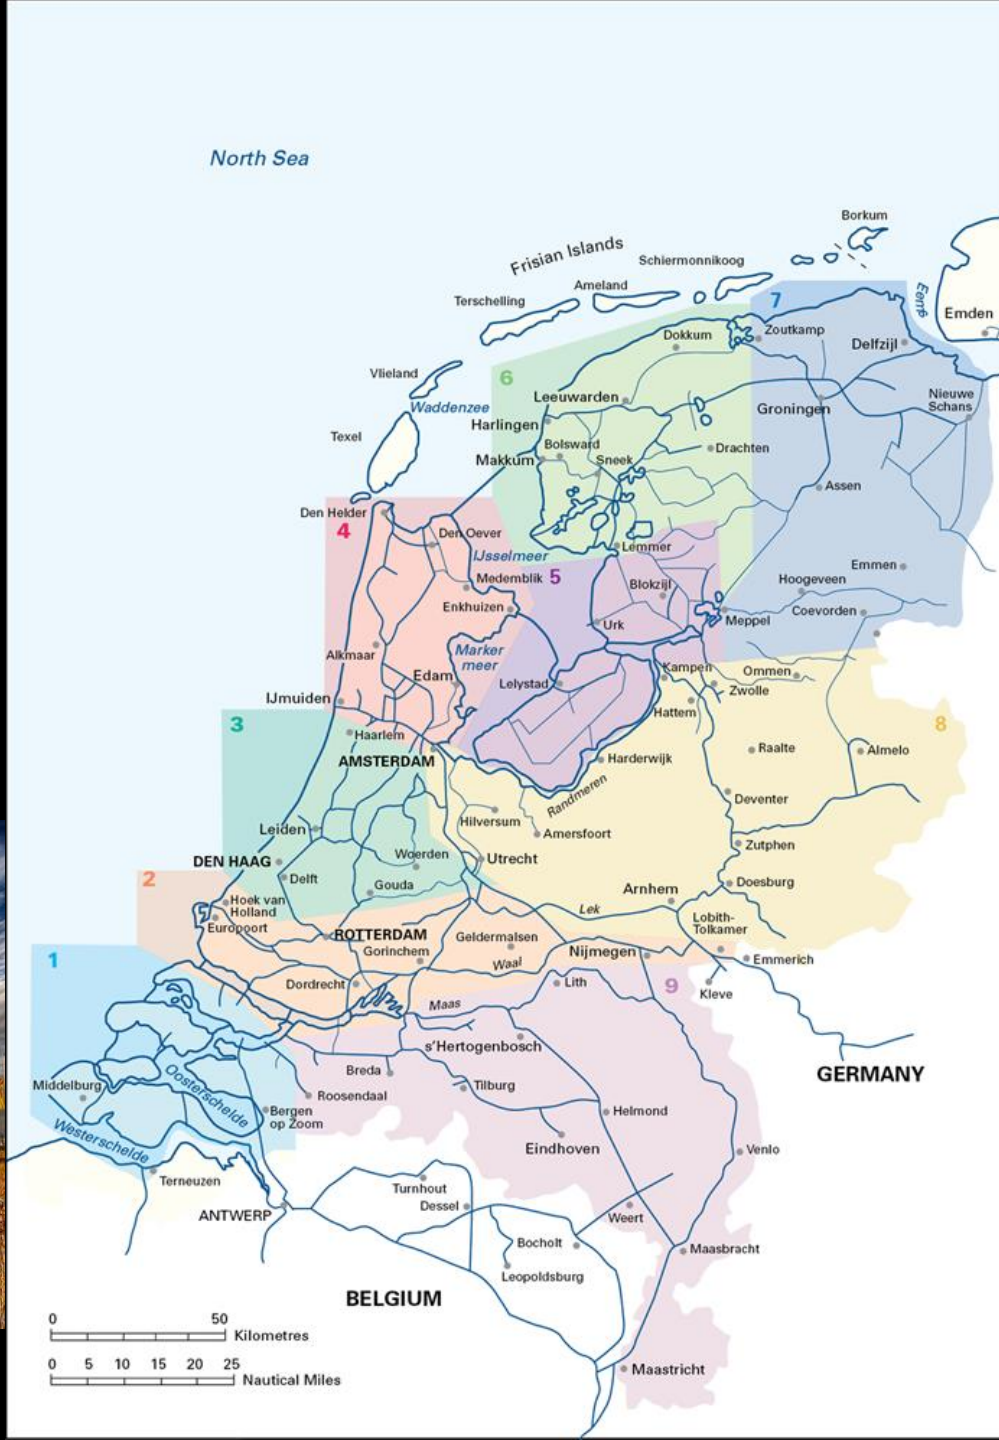 North Sea
Borkum
Frisian Islands
Schiermonnikoog
Ameland
Terschelling
Eems
Emden
7
Zoutkamp
Dokkum
Delfzijl
Vlieland
6
Waddenzee
Leeuwarden
Groningen
Nieuwe
Schans
Harlingen
Texel
Bolsward
Drachten
Makkum
Sneek
Assen
Den Helder
4
Den Oever
IJsselmeer
Lemmer
Medemblik
5
Blokzijl
Emmen
Hoogeveen
Enkhuizen
Coevorden
Urk
Meppel
Alkmaar
Marker
meer
Edam
Lelystad
Kampen
Ommen
Zwolle
IJmuiden
Hattem
3
8
Haarlem
AMSTERDAM
Harderwijk
Raalte
Almelo
Randmeren
Deventer
Hilversum
Amersfoort
Leiden
Zutphen
DEN HAAG
Woerden
Utrecht
2
Delft
Gouda
Arnhem
Doesburg
Hoek van
Holland
Lek
Lobith-
Tolkamer
Europoort
ROTTERDAM
Geldermalsen
Gorinchem
Nijmegen
1
Waal
Emmerich
Dordrecht
Lith
9
Kleve
Maas
s'Hertogenbosch
GERMANY
Breda
Middelburg
Oosterschelde
Tilburg
Roosendaal
Bergen
op Zoom
Helmond
Westerschelde
Eindhoven
Venlo
Terneuzen
Turnhout
Dessel
ANTWERP
Weert
Bocholt
Maasbracht
Leopoldsburg
BELGIUM
0 50
Kilometres
0 5 10 15 20 25
Nautical Miles
Maastricht